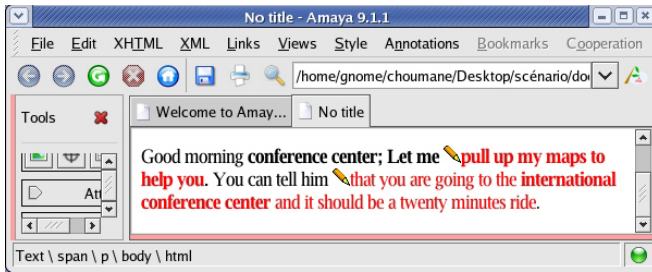 No title - Amaya 9.1.1
File Edit XHTML XML Links Views Style Annotations Bookmarks Cooperation
/home/gnome/choumane/Desktop/scénario/do
Tools
Welcome to Amay... No title
Good morning conference center; Let me pull up my maps to
help you. You can tell him that you are going to the international
conference center and it should be a twenty minutes ride.
Att
Text \ span \ p \ body \ html